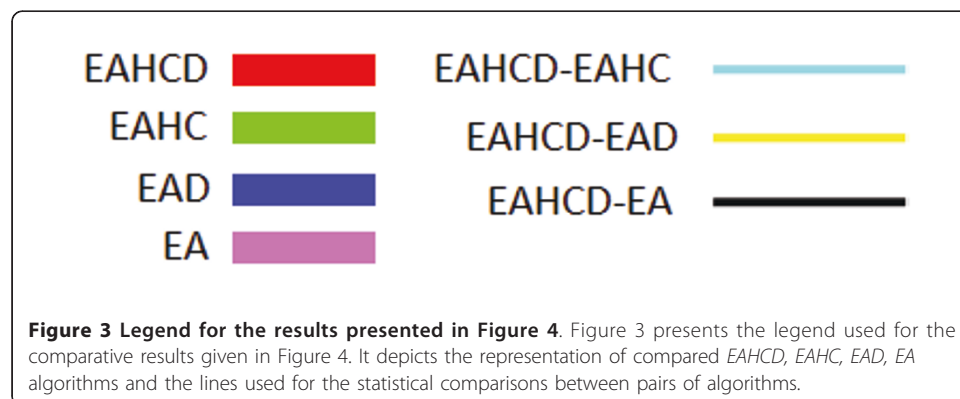 EAHCD
EAHC
EAD
EA
EAHCD-EAHC
EAHCD-EAD
EAHCD-EA
Figure 3 Legend for the results presented in Figure 4. Figure 3 presents the legend used for the
comparative results given in Figure 4. It depicts the representation of compared EAHCD, EAHC, EAD, EA
algorithms and the lines used for the statistical comparisons between pairs of algorithms.